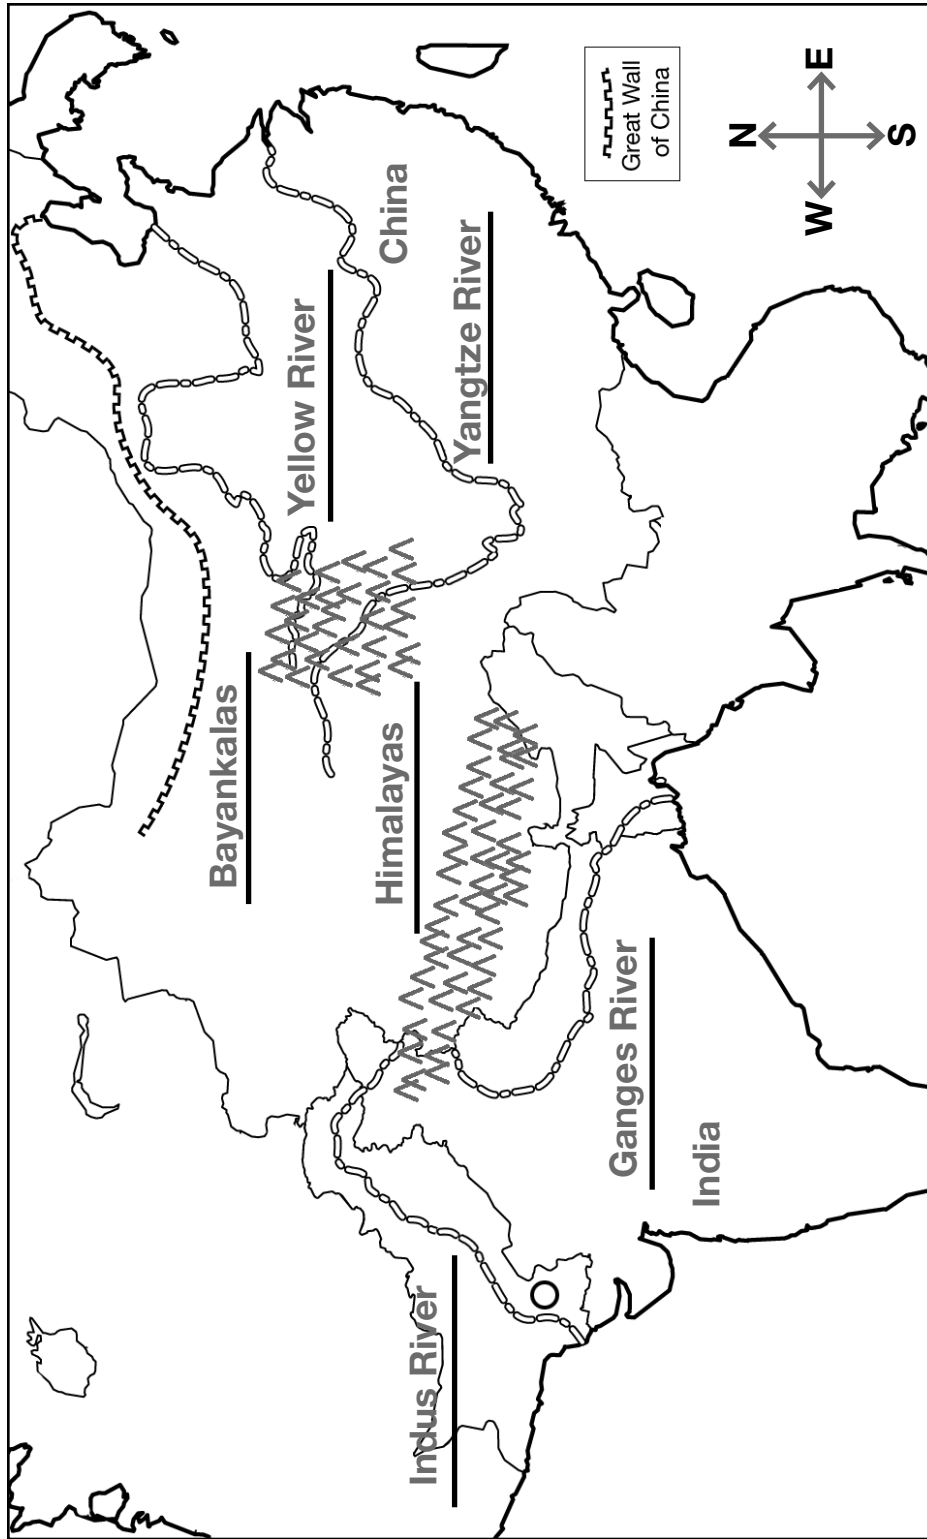 Bayankalas
Yellow River
Himalayas
China
Yangtze River
Indus River
Ganges River
India
Great Wall
of China
N
W
E
S